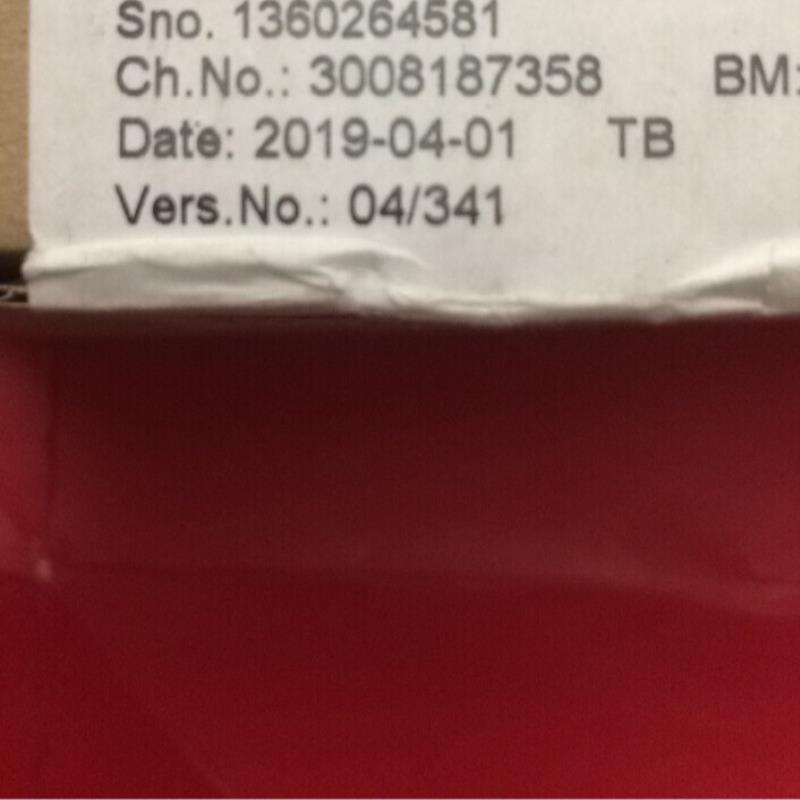 Sno. 1360264581
Ch.No.: 3008187358 BM:
Date: 2019-04-01 TB
Vers.No.: 04/341